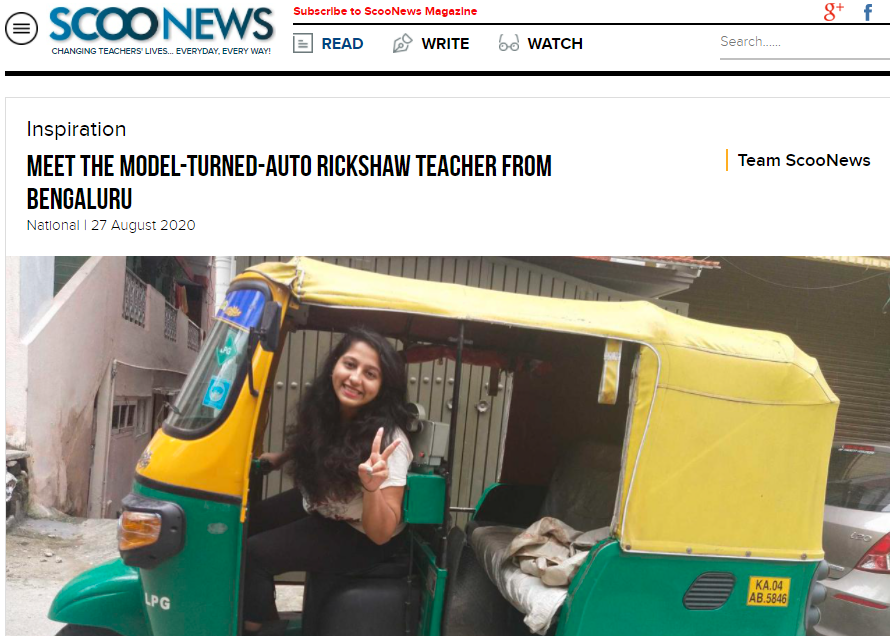 SCOONEWS
CHANGING TEACHERS' LIVES... EVERYDAY, EVERY WAY!
Subscribe to ScooNews Magazine
g+ f
READ WRITE WATCH
Search......
Inspiration
MEET THE MODEL-TURNED-AUTO RICKSHAW TEACHER FROM
BENGALURU
Team ScooNews
National | 27 August 2020
LPG
KA.04
AB.5846